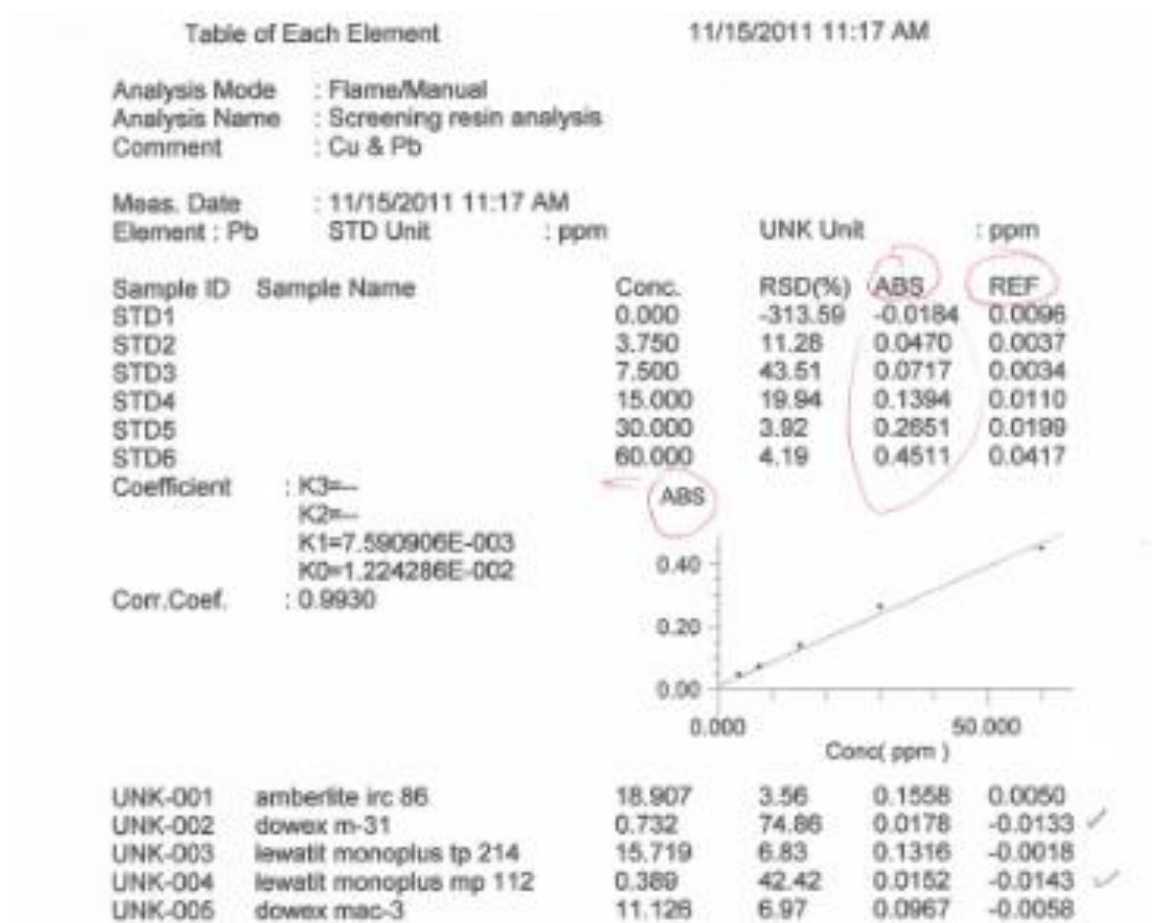 Table of Each Element 11/15/2011 11:17 AM
Analysis Mode : Flame/Manual
Analysis Name : Screening resin analysis
Comment : Cu & Pb
Meas. Date : 11/15/2011 11:17 AM
Element : Pb STD Unit : ppm UNK Unit : ppm
Sample ID Sample Name Conc. RSD(%) ABS REF
STD1 0.000 -313.59 -0.0184 0.0096
STD2 3.750 11.28 0.0470 0.0037
STD3 7.500 43.51 0.0717 0.0034
STD4 15.000 19.94 0.1394 0.0110
STD5 30.000 3.92 0.2651 0.0199
STD6 60.000 4.19 0.4511 0.0417
Coefficient : K3=--
K2=--
K1=7.590906E-003
K0=1.224286E-002
Corr.Coef. : 0.9930
ABS
0.40
0.20
0.00
0.000 50.000
Conc( ppm )
UNK-001 amberlite irc 86 18.907 3.56 0.1558 0.0050
UNK-002 dowex m-31 0.732 74.86 0.0178 -0.0133
UNK-003 lewatit monoplus tp 214 15.719 6.83 0.1316 -0.0018
UNK-004 lewatit monoplus mp 112 0.389 42.42 0.0152 -0.0143
UNK-005 dowex mac-3 11.126 6.97 0.0967 -0.0058